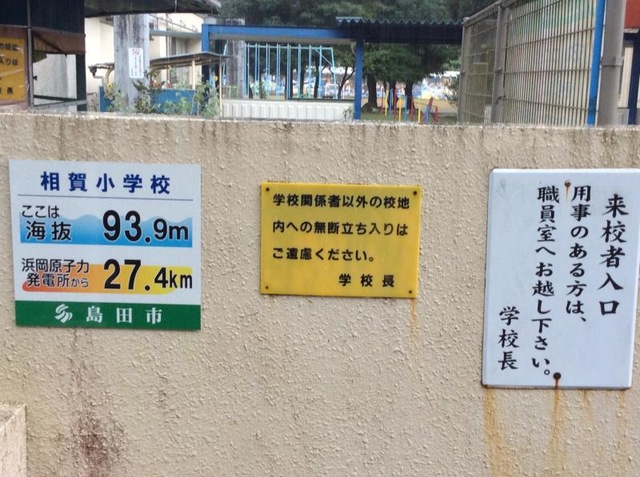 相賀小学校
ここは
海抜 93.9m
浜岡原子力
発電所から 27.4km
島田市
学校関係者以外の校地
内への無断立ち入りは
ご遠慮ください。
学校長
来校者入口
用事のある方は、
職員室へお越し下さい。
学校長